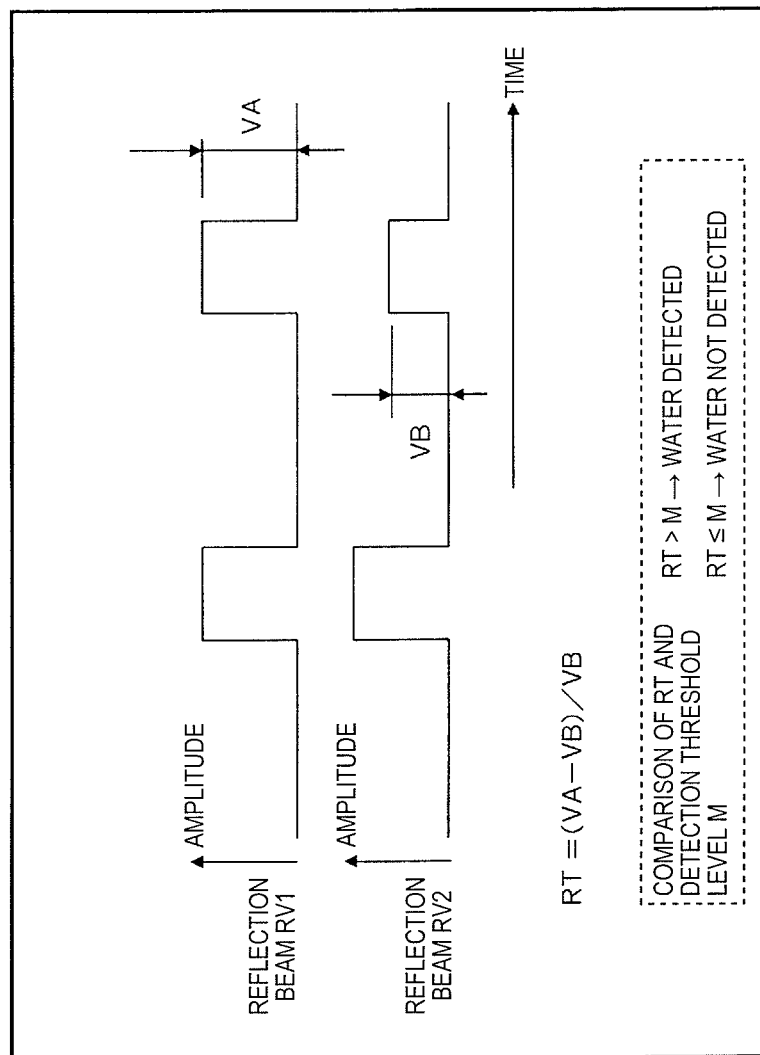 AMPLITUDE
REFLECTION
BEAM RV1
VA
AMPLITUDE
REFLECTION
BEAM RV2
VB
TIME
RT =(VA−VB)/VB
COMPARISON OF RT AND
DETECTION THRESHOLD
LEVEL M
RT > M → WATER DETECTED
RT ≤ M → WATER NOT DETECTED